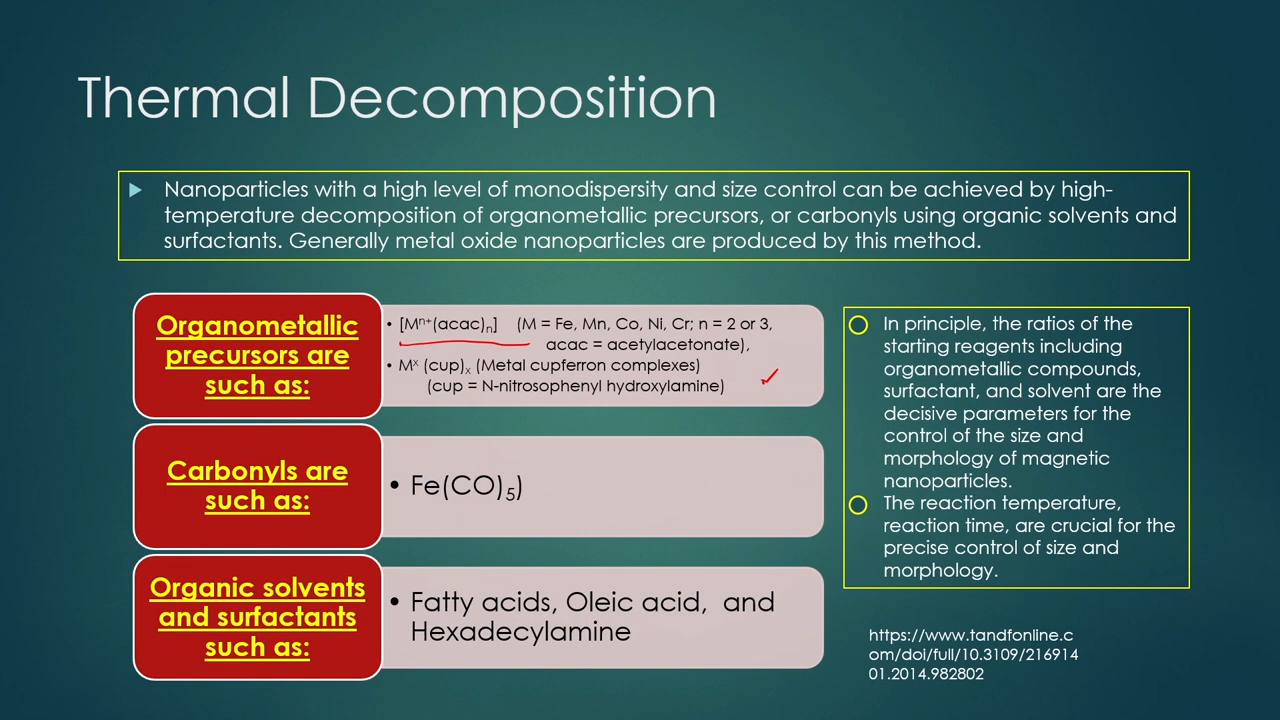 Thermal Decomposition
Nanoparticles with a high level of monodispersity and size control can be achieved by high-
temperature decomposition of organometallic precursors, or carbonyls using organic solvents and
surfactants. Generally metal oxide nanoparticles are produced by this method.
Organometallic
precursors are
such as:
• [Mⁿ⁺(acac)ₙ] (M = Fe, Mn, Co, Ni, Cr; n = 2 or 3,
acac = acetylacetonate),
• Mˣ (cup)ₓ (Metal cupferron complexes)
(cup = N-nitrosophenyl hydroxylamine)
Carbonyls are
such as:
• Fe(CO)₅)
Organic solvents
and surfactants
such as:
• Fatty acids, Oleic acid, and
Hexadecylamine
In principle, the ratios of the
starting reagents including
organometallic compounds,
surfactant, and solvent are the
decisive parameters for the
control of the size and
morphology of magnetic
nanoparticles.
The reaction temperature,
reaction time, are crucial for the
precise control of size and
morphology.
https://www.tandfonline.c
om/doi/full/10.3109/216914
01.2014.982802